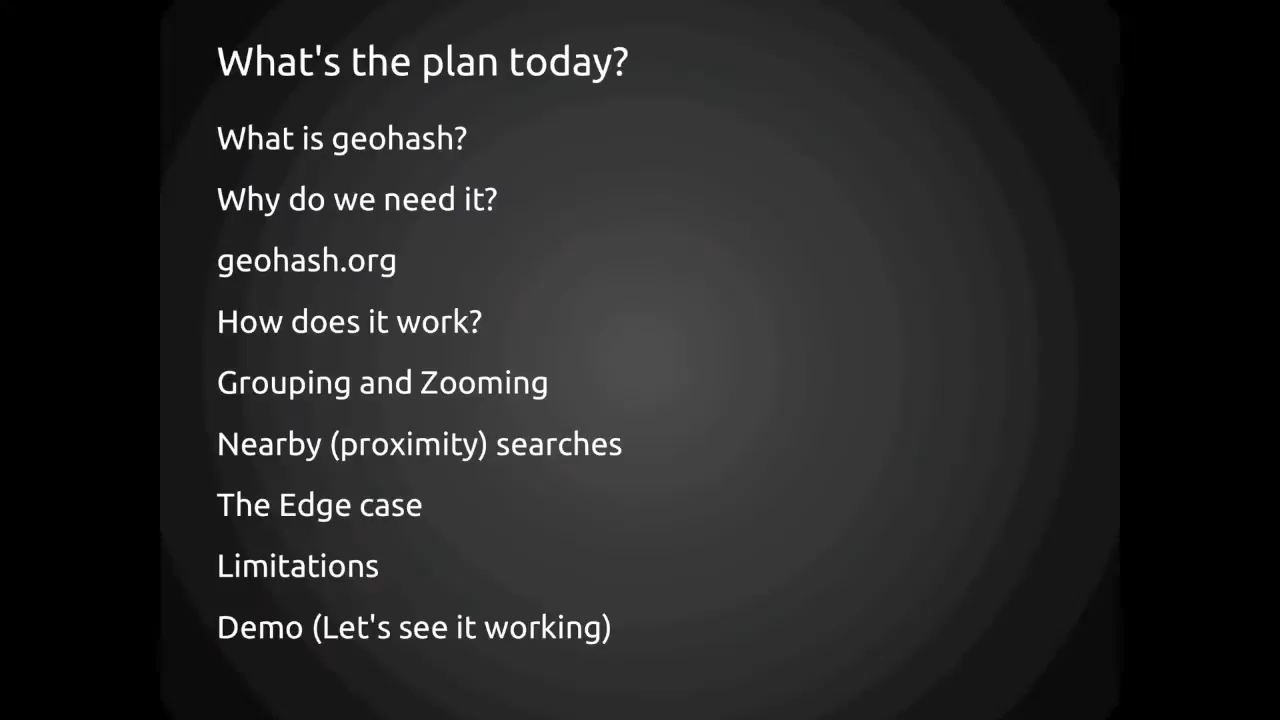 What's the plan today?
What is geohash?
Why do we need it?
geohash.org
How does it work?
Grouping and Zooming
Nearby (proximity) searches
The Edge case
Limitations
Demo (Let's see it working)